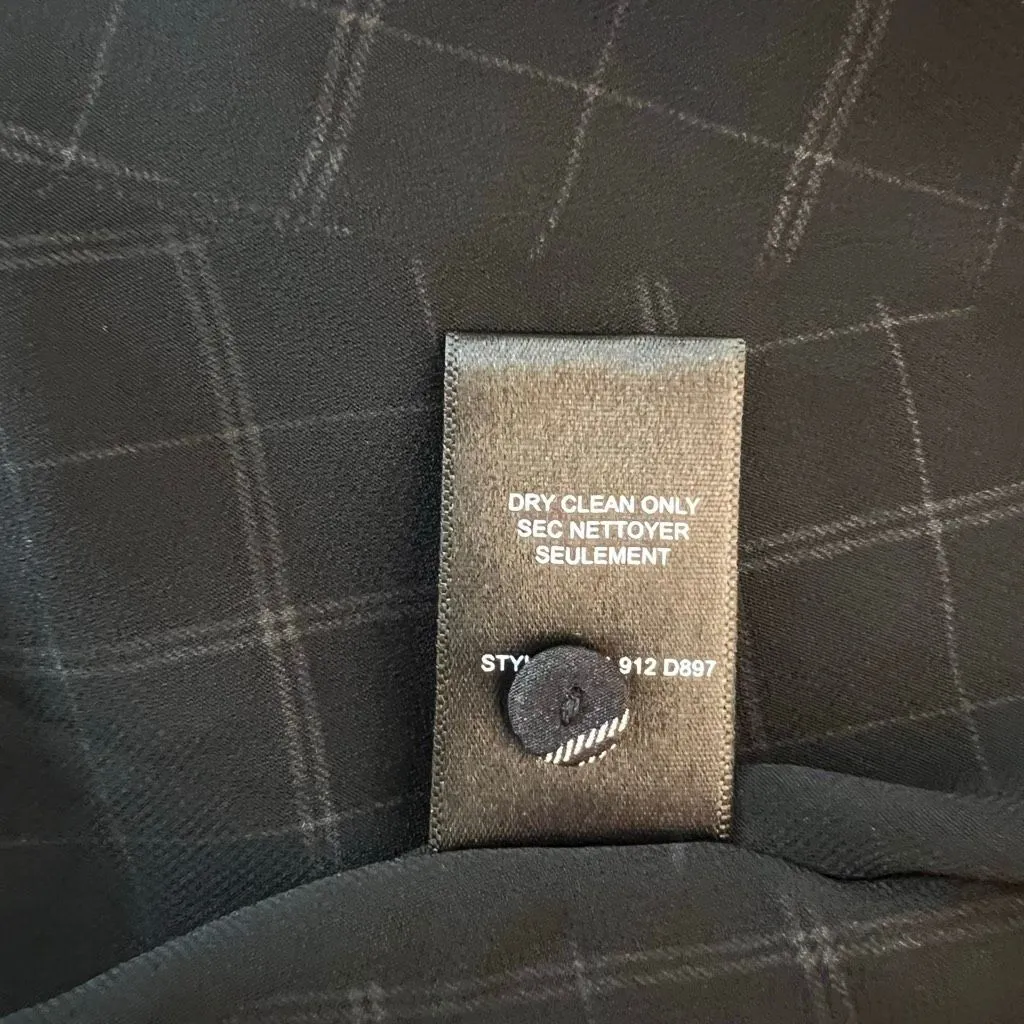 DRY CLEAN ONLY
SEC NETTOYER
SEULEMENT
912 D897